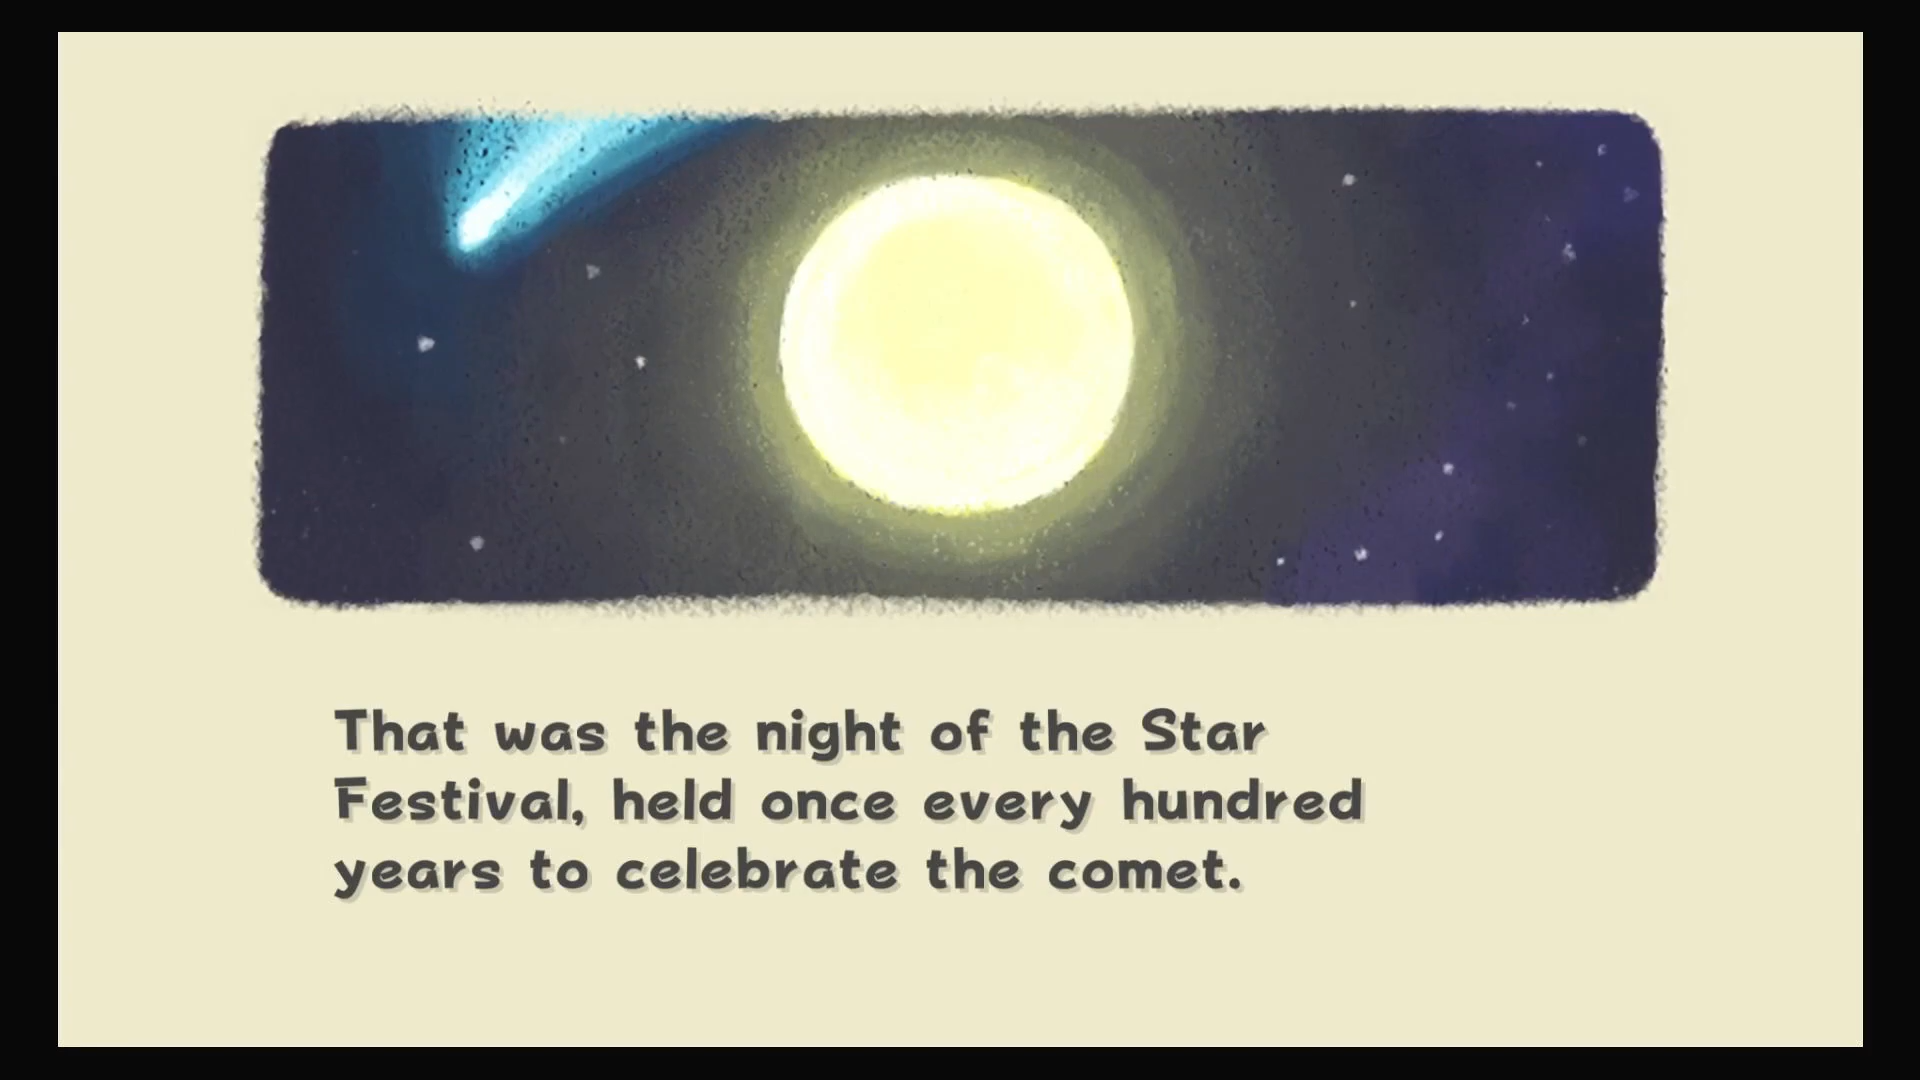 That was the night of the Star
Festival, held once every hundred
years to celebrate the comet.